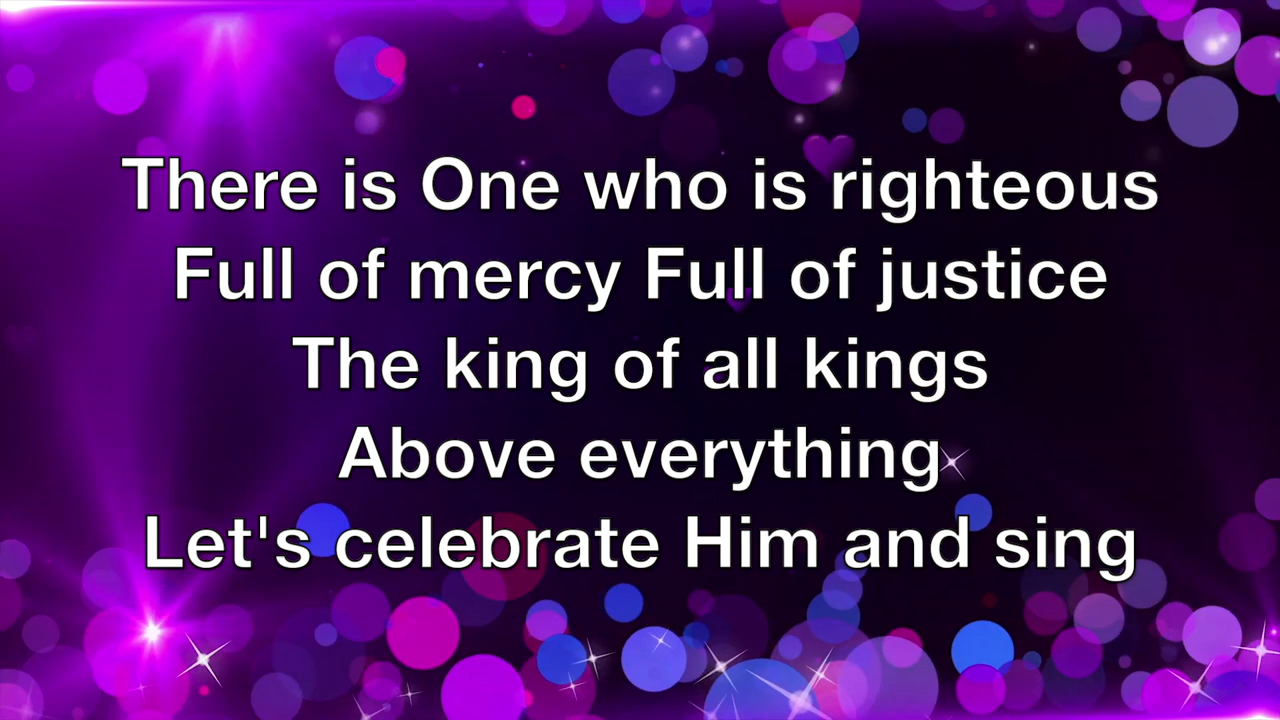 There is One who is righteous
Full of mercy Full of justice
The king of all kings
Above everything
Let's celebrate Him and sing